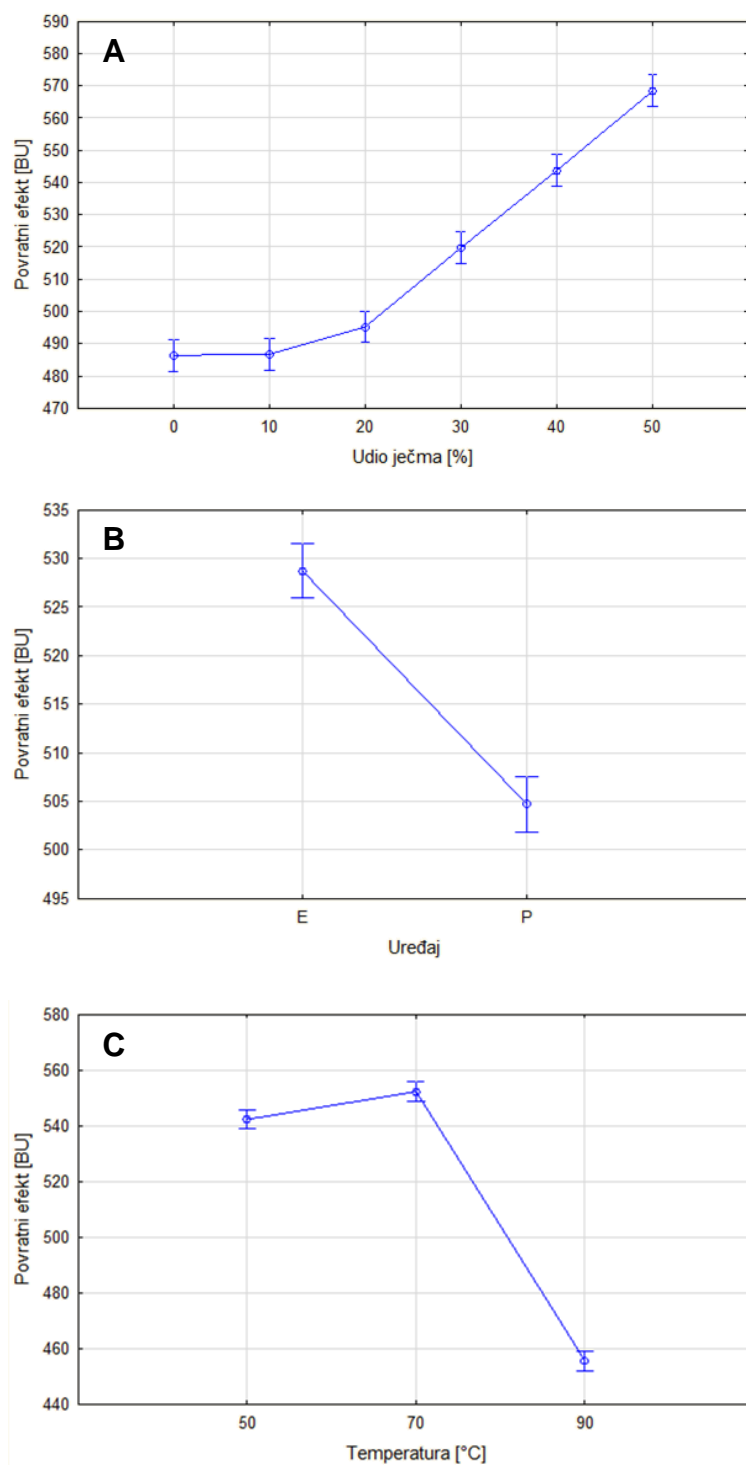 A
Povratni efekt [BU]
590
580
570
560
550
540
530
520
510
500
490
480
470
0 10 20 30 40 50
Udio ječma [%]
B
Povratni efekt [BU]
535
530
525
520
515
510
505
500
495
E P
Uređaj
C
Povratni efekt [BU]
580
560
540
520
500
480
460
440
50 70 90
Temperatura [°C]